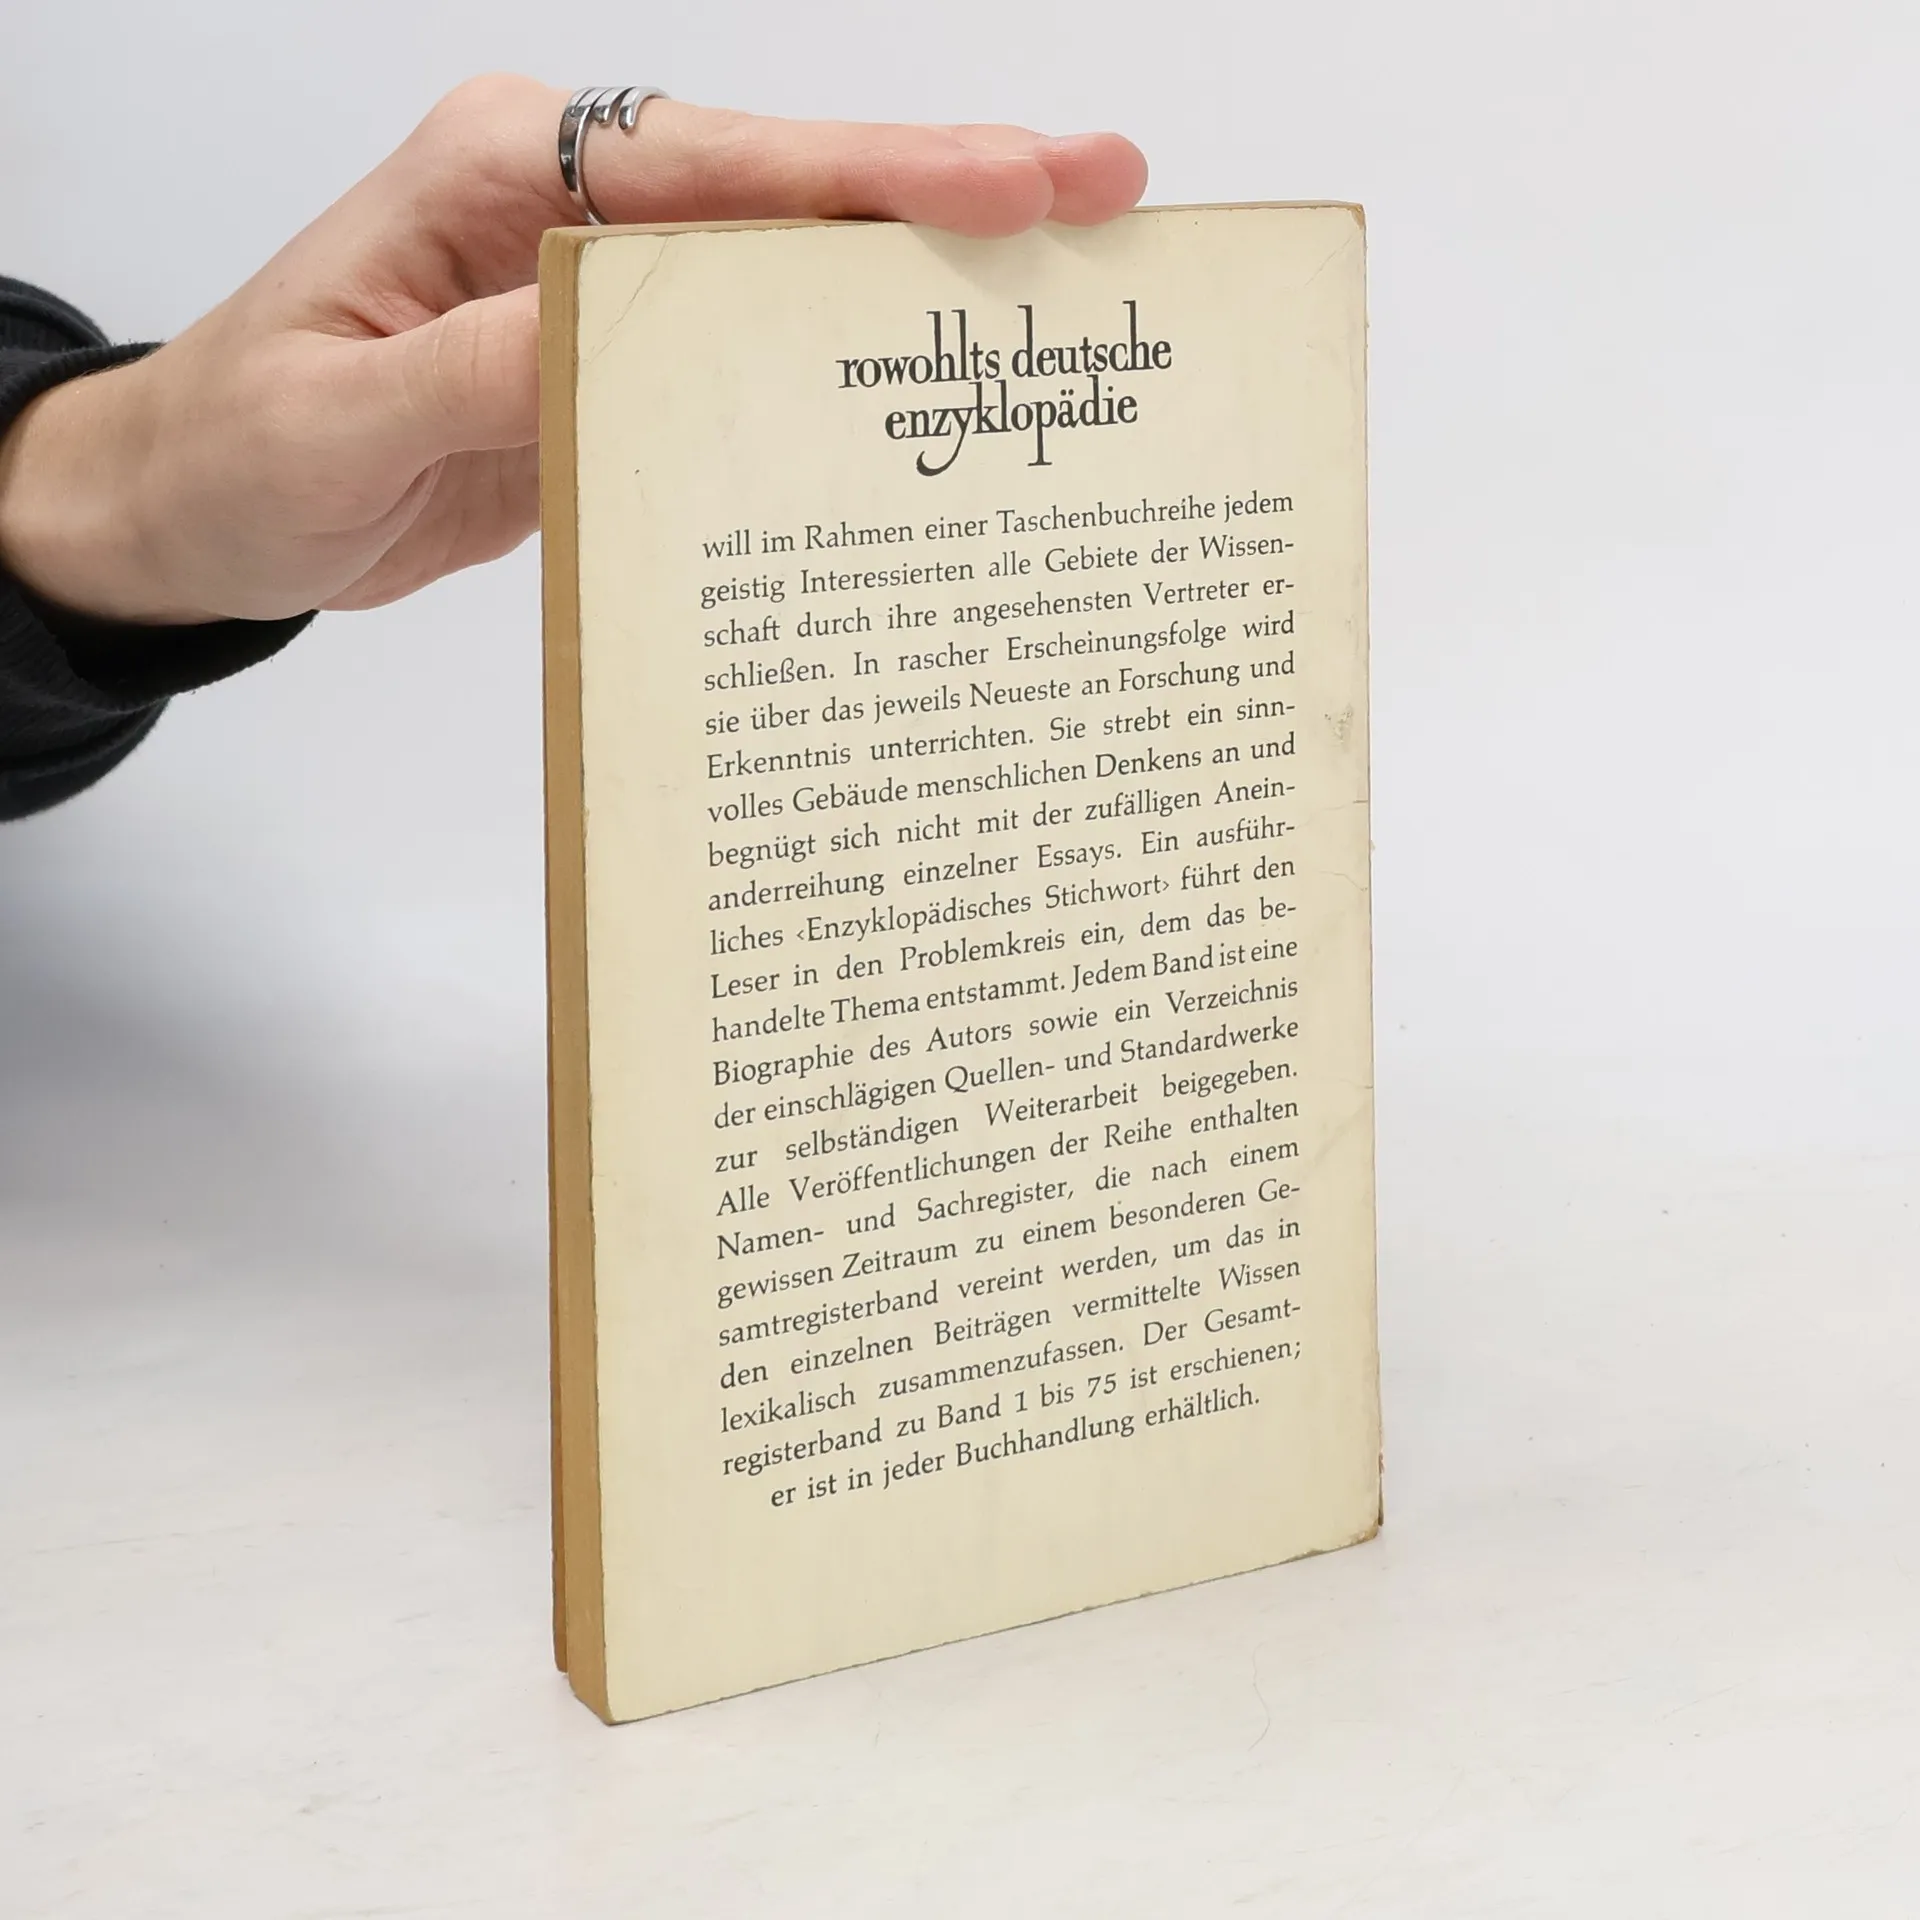 rowohlts deutsche
enzyklopädie
will im Rahmen einer Taschenbuchreihe jedem
geistig Interessierten alle Gebiete der Wissen-
schaft durch ihre angesehensten Vertreter er-
schließen. In rascher Erscheinungsfolge wird
sie über das jeweils Neueste an Forschung und
Erkenntnis unterrichten. Sie strebt ein sinn-
volles Gebäude menschlichen Denkens an und
begnügt sich nicht mit der zufälligen Anein-
anderreihung einzelner Essays. Ein ausführ-
liches ‹Enzyklopädisches Stichwort› führt den
Leser in den Problemkreis ein, dem das be-
handelte Thema entstammt. Jedem Band ist eine
Biographie des Autors sowie ein Verzeichnis
der einschlägigen Quellen- und Standardwerke
zur selbständigen Weiterarbeit beigegeben.
Alle Veröffentlichungen der Reihe enthalten
Namen- und Sachregister, die nach einem
gewissen Zeitraum zu einem besonderen Ge-
samtregisterband vereint werden, um das in
den einzelnen Beiträgen vermittelte Wissen
lexikalisch zusammenzufassen. Der Gesamt-
registerband zu Band 1 bis 75 ist erschienen;
er ist in jeder Buchhandlung erhältlich.